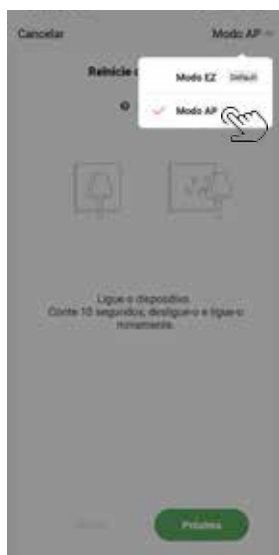 Cancelar Modo AP
Reinicie o
Modo EZ Default
Modo AP
Ligue o dispositivo.
Conte 10 segundos, desligue-o e ligue-o
novamente.
Próximo